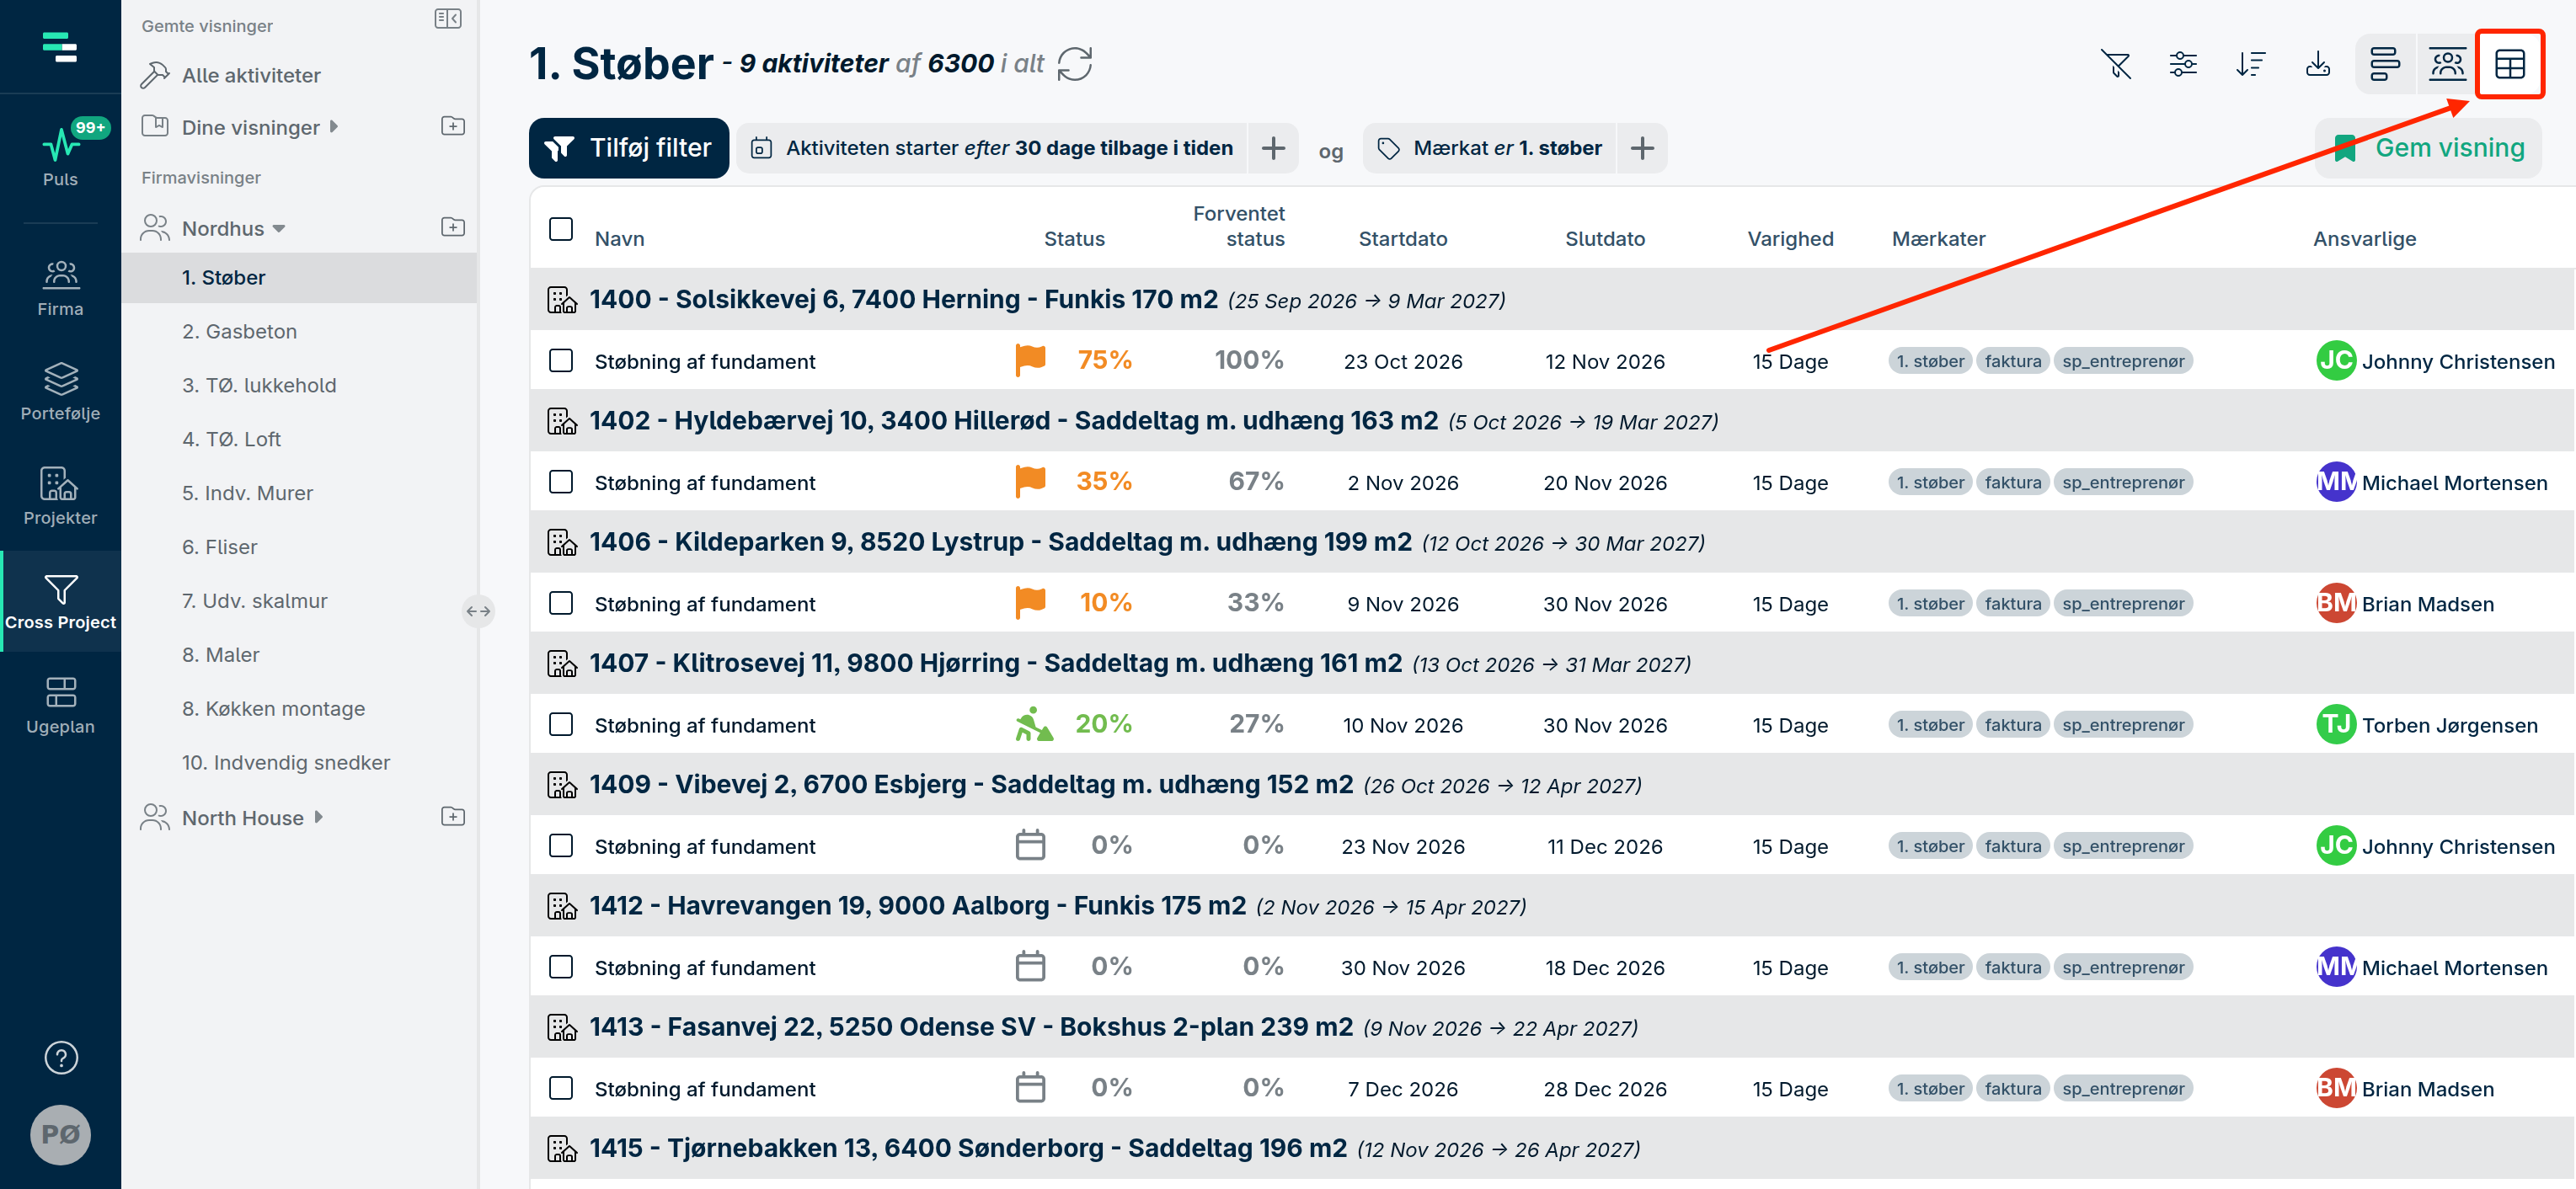 99+
Puls
Firma
Portefølje
Projekter
Cross Project
Ugeplan
?
PØ
Gemte visninger
Alle aktiviteter
Dine visninger
Firmavisninger
Nordhus
1. Støber
2. Gasbeton
3. TØ. lukkehold
4. TØ. Loft
5. Indv. Murer
6. Fliser
7. Udv. skalmur
8. Maler
8. Køkken montage
10. Indvendig snedker
North House
1. Støber - 9 aktiviteter af 6300 i alt
Tilføj filter
Aktiviteten starter efter 30 dage tilbage i tiden
og
Mærkat er 1. støber
Gem visning
Navn Status Forventet status Startdato Slutdato Varighed Mærkater Ansvarlige
1400 - Solsikkevej 6, 7400 Herning - Funkis 170 m2 (25 Sep 2026 → 9 Mar 2027)
Støbning af fundament 75% 100% 23 Oct 2026 12 Nov 2026 15 Dage 1. støber faktura sp_entreprenør JC Johnny Christensen
1402 - Hyldebærvej 10, 3400 Hillerød - Saddeltag m. udhæng 163 m2 (5 Oct 2026 → 19 Mar 2027)
Støbning af fundament 35% 67% 2 Nov 2026 20 Nov 2026 15 Dage 1. støber faktura sp_entreprenør MM Michael Mortensen
1406 - Kildeparken 9, 8520 Lystrup - Saddeltag m. udhæng 199 m2 (12 Oct 2026 → 30 Mar 2027)
Støbning af fundament 10% 33% 9 Nov 2026 30 Nov 2026 15 Dage 1. støber faktura sp_entreprenør BM Brian Madsen
1407 - Klitrosevej 11, 9800 Hjørring - Saddeltag m. udhæng 161 m2 (13 Oct 2026 → 31 Mar 2027)
Støbning af fundament 20% 27% 10 Nov 2026 30 Nov 2026 15 Dage 1. støber faktura sp_entreprenør TJ Torben Jørgensen
1409 - Vibevej 2, 6700 Esbjerg - Saddeltag m. udhæng 152 m2 (26 Oct 2026 → 12 Apr 2027)
Støbning af fundament 0% 0% 23 Nov 2026 11 Dec 2026 15 Dage 1. støber faktura sp_entreprenør JC Johnny Christensen
1412 - Havrevangen 19, 9000 Aalborg - Funkis 175 m2 (2 Nov 2026 → 15 Apr 2027)
Støbning af fundament 0% 0% 30 Nov 2026 18 Dec 2026 15 Dage 1. støber faktura sp_entreprenør MM Michael Mortensen
1413 - Fasanvej 22, 5250 Odense SV - Bokshus 2-plan 239 m2 (9 Nov 2026 → 22 Apr 2027)
Støbning af fundament 0% 0% 7 Dec 2026 28 Dec 2026 15 Dage 1. støber faktura sp_entreprenør BM Brian Madsen
1415 - Tjørnebakken 13, 6400 Sønderborg - Saddeltag 196 m2 (12 Nov 2026 → 26 Apr 2027)